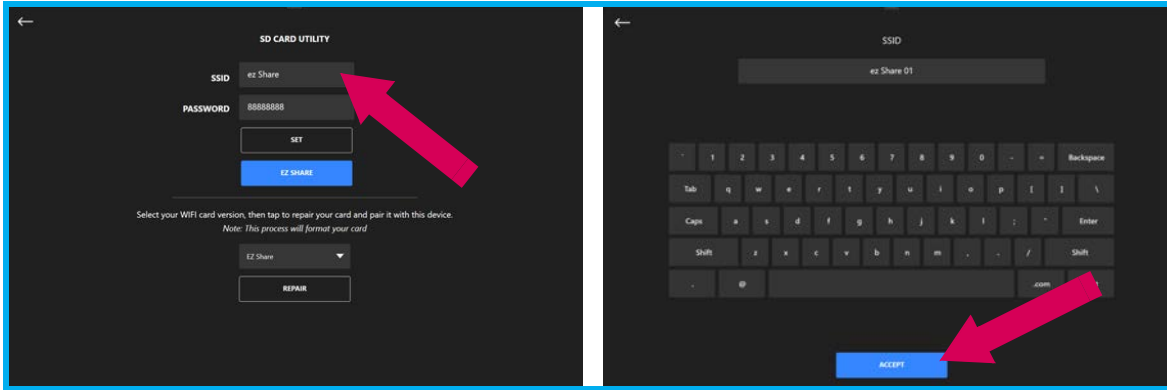 SD CARD UTILITY
SSID ez Share
PASSWORD 88888888
SET
EZ SHARE
Select your WIFI card version, then tap to repair your card and pair it with this device.
Note: This process will format your card
EZ Share
REPAIR
SSID
ez Share 01
` 1 2 3 4 5 6 7 8 9 0 - = Backspace
Tab q w e r t y u i o p [ ] \
Caps a s d f g h j k l ; ' Enter
Shift z x c v b n m , . / Shift
@ .com
ACCEPT